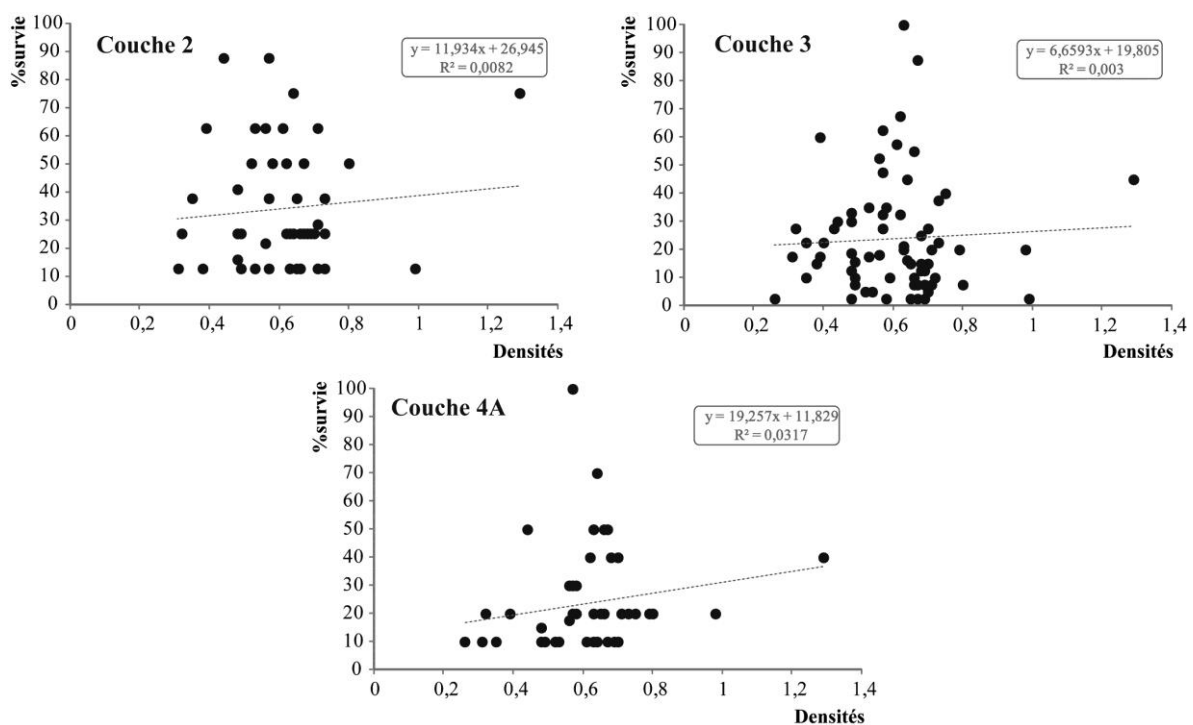 Couche 2
y = 11,934x + 26,945
R² = 0,0082
%survie
100
90
80
70
60
50
40
30
20
10
0
0 0,2 0,4 0,6 0,8 1 1,2 1,4
Densités
Couche 3
y = 6,6593x + 19,805
R² = 0,003
%survie
100
90
80
70
60
50
40
30
20
10
0
0 0,2 0,4 0,6 0,8 1 1,2 1,4
Densités
Couche 4A
y = 19,257x + 11,829
R² = 0,0317
%survie
100
90
80
70
60
50
40
30
20
10
0
0 0,2 0,4 0,6 0,8 1 1,2 1,4
Densités